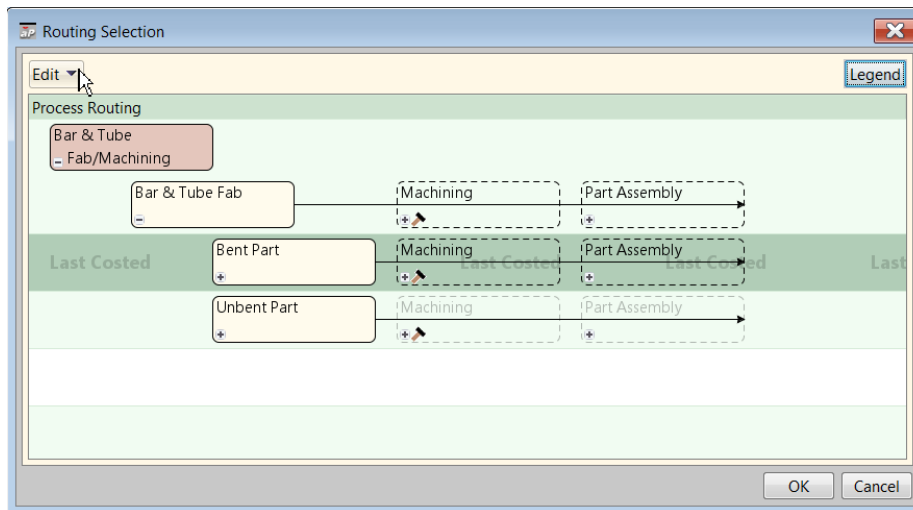 Routing Selection
Edit
Legend
Process Routing
Bar & Tube
Fab/Machining
Bar & Tube Fab
Machining
Part Assembly
Last Costed
Bent Part
Machining
Last Costed
Part Assembly
Last Costed
Last
Unbent Part
Machining
Part Assembly
OK
Cancel